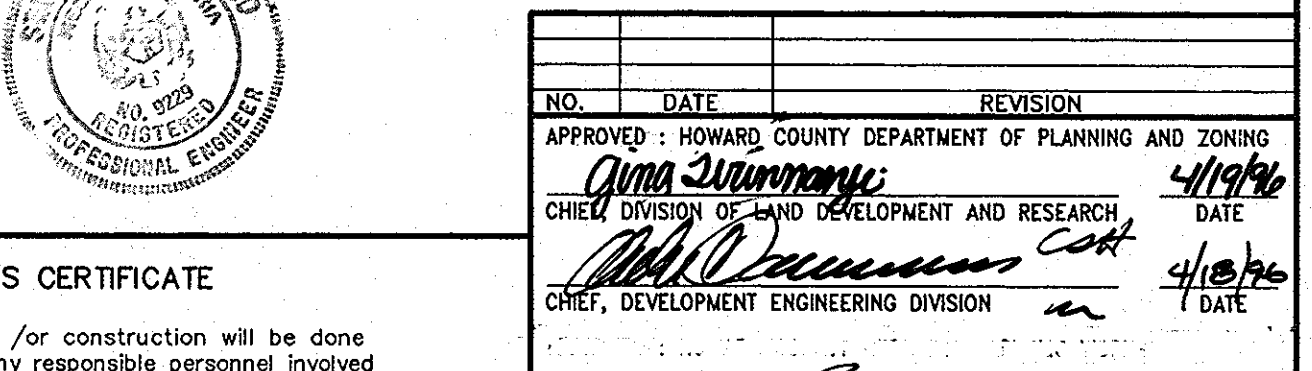 NO. 9229
REGISTERED
PROFESSIONAL ENGINEER
NO. DATE REVISION
APPROVED : HOWARD COUNTY DEPARTMENT OF PLANNING AND ZONING
4/19/96
CHIEF, DIVISION OF LAND DEVELOPMENT AND RESEARCH DATE
4/18/96
CHIEF, DEVELOPMENT ENGINEERING DIVISION DATE
S CERTIFICATE
/or construction will be done
ny responsible personnel involved